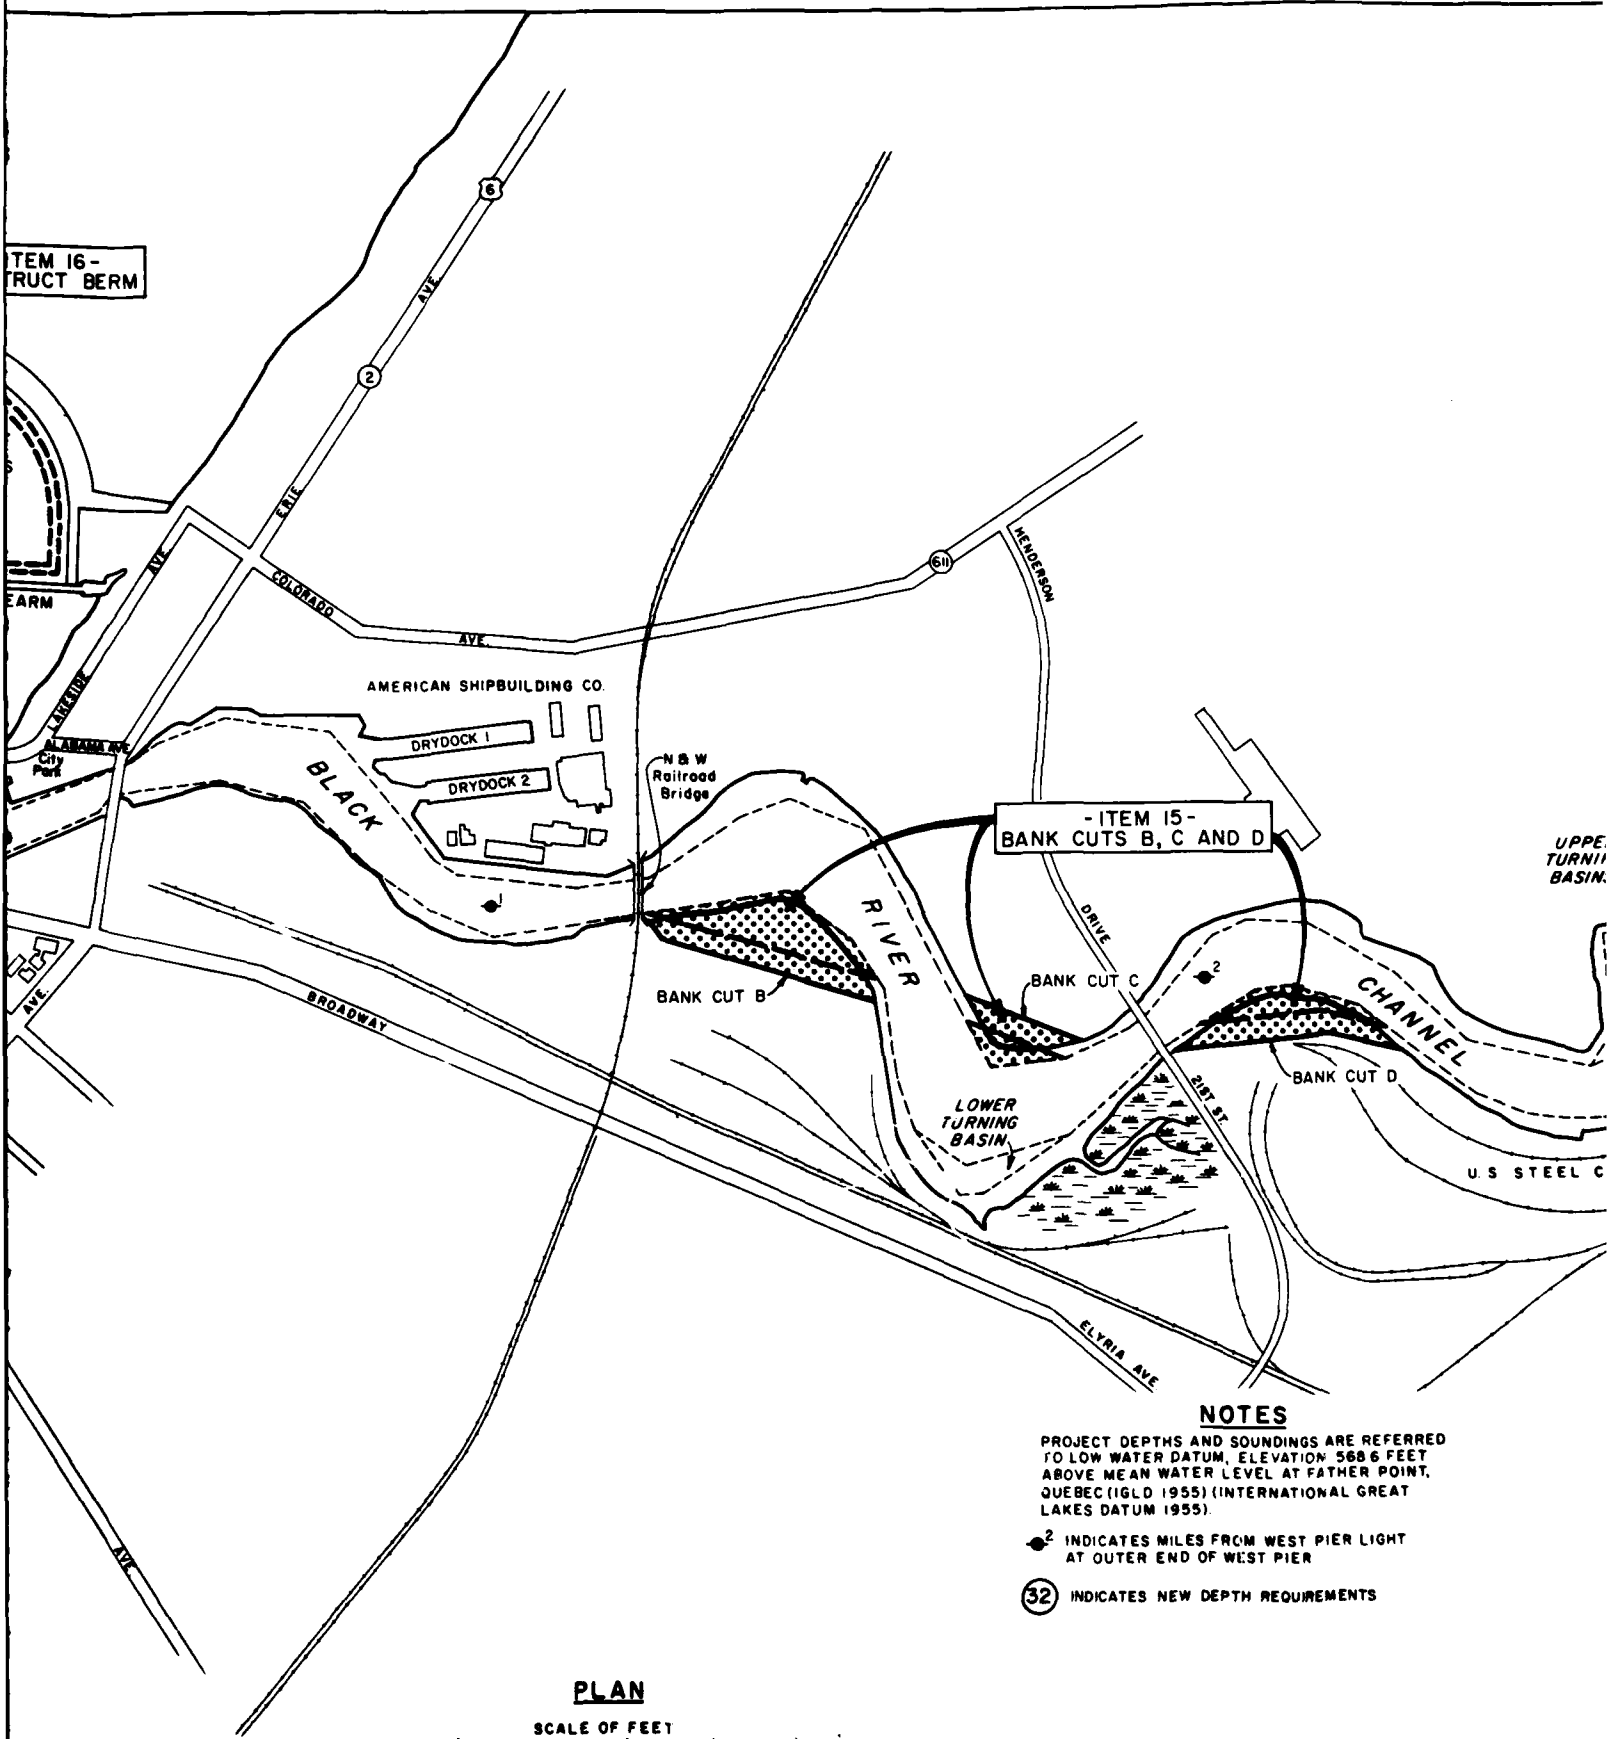 ITEM 16-
TRUCT BERM
6
AVE.
2
ERIE
AVE.
EARM
COLORADO
AVE.
611
HENDERSON
LAKESIDE
AMERICAN SHIPBUILDING CO.
ALABAMA AVE.
City
Park
DRYDOCK 1
DRYDOCK 2
BLACK
N & W
Railroad
Bridge
- ITEM 15 -
BANK CUTS B, C AND D
UPPE
TURNI
BASIN
1
RIVER
DRIVE
2
BANK CUT B
BANK CUT C
CHANNEL
BANK CUT D
AVE.
BROADWAY
21ST ST.
LOWER
TURNING
BASIN
U.S STEEL C
ELYRIA AVE
NOTES
PROJECT DEPTHS AND SOUNDINGS ARE REFERRED
TO LOW WATER DATUM, ELEVATION 568 6 FEET
ABOVE MEAN WATER LEVEL AT FATHER POINT,
QUEBEC (IGLD 1955) (INTERNATIONAL GREAT
LAKES DATUM 1955).
2 INDICATES MILES FROM WEST PIER LIGHT
AT OUTER END OF WEST PIER
32 INDICATES NEW DEPTH REQUIREMENTS
AVE.
PLAN
SCALE OF FEET